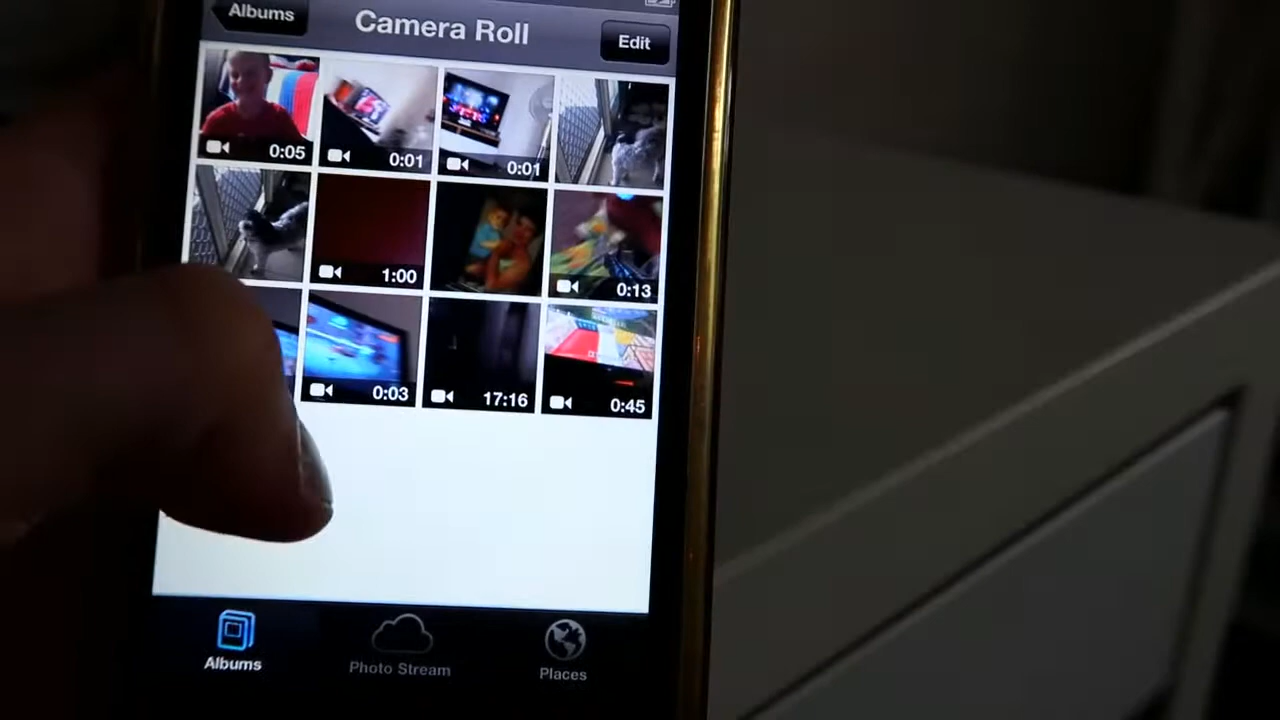 Albums
Camera Roll
Edit
0:05
0:01
0:01
1:00
0:13
0:03
17:16
0:45
Albums
Photo Stream
Places